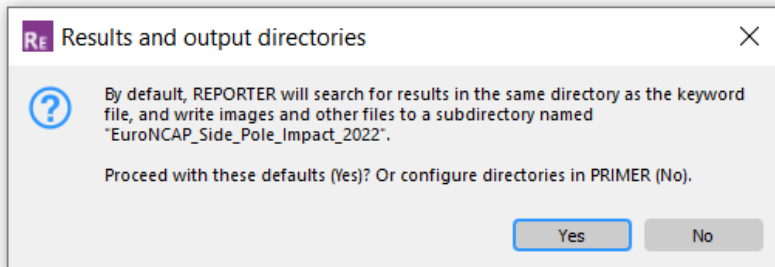 RE Results and output directories
By default, REPORTER will search for results in the same directory as the keyword
file, and write images and other files to a subdirectory named
"EuroNCAP_Side_Pole_Impact_2022".
Proceed with these defaults (Yes)? Or configure directories in PRIMER (No).
Yes No